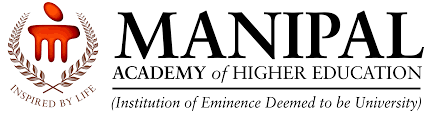 INSPIRED BY LIFE
MANIPAL
ACADEMY of HIGHER EDUCATION
(Institution of Eminence Deemed to be University)